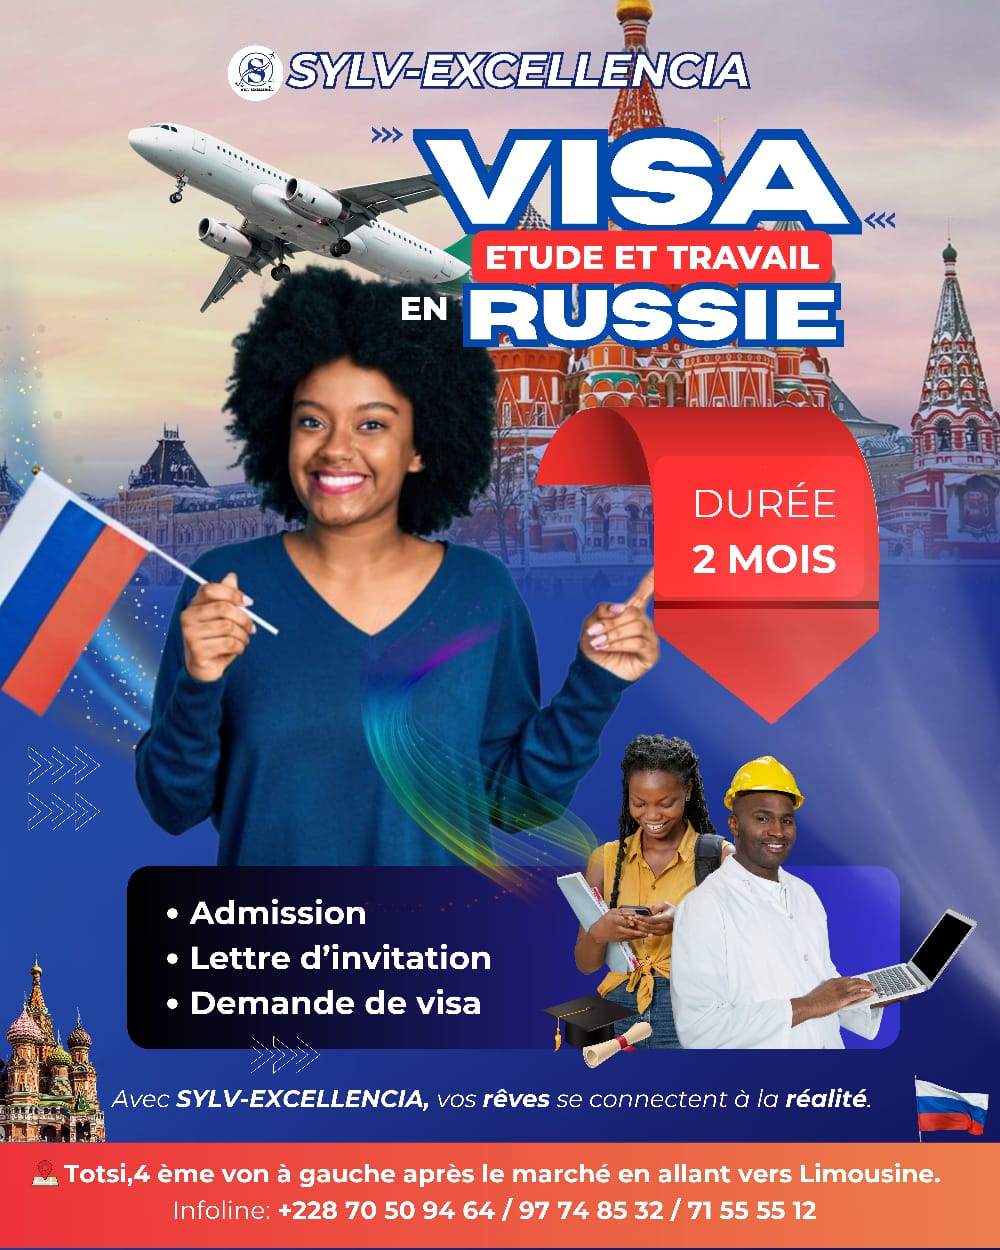 SYLV-EXCELLENCIA
VISA
ETUDE ET TRAVAIL
EN RUSSIE
DURÉE
2 MOIS
• Admission
• Lettre d’invitation
• Demande de visa
Avec SYLV-EXCELLENCIA, vos rêves se connectent à la réalité.
Totsi,4 ème von à gauche après le marché en allant vers Limousine.
Infoline: +228 70 50 94 64 / 97 74 85 32 / 71 55 55 12